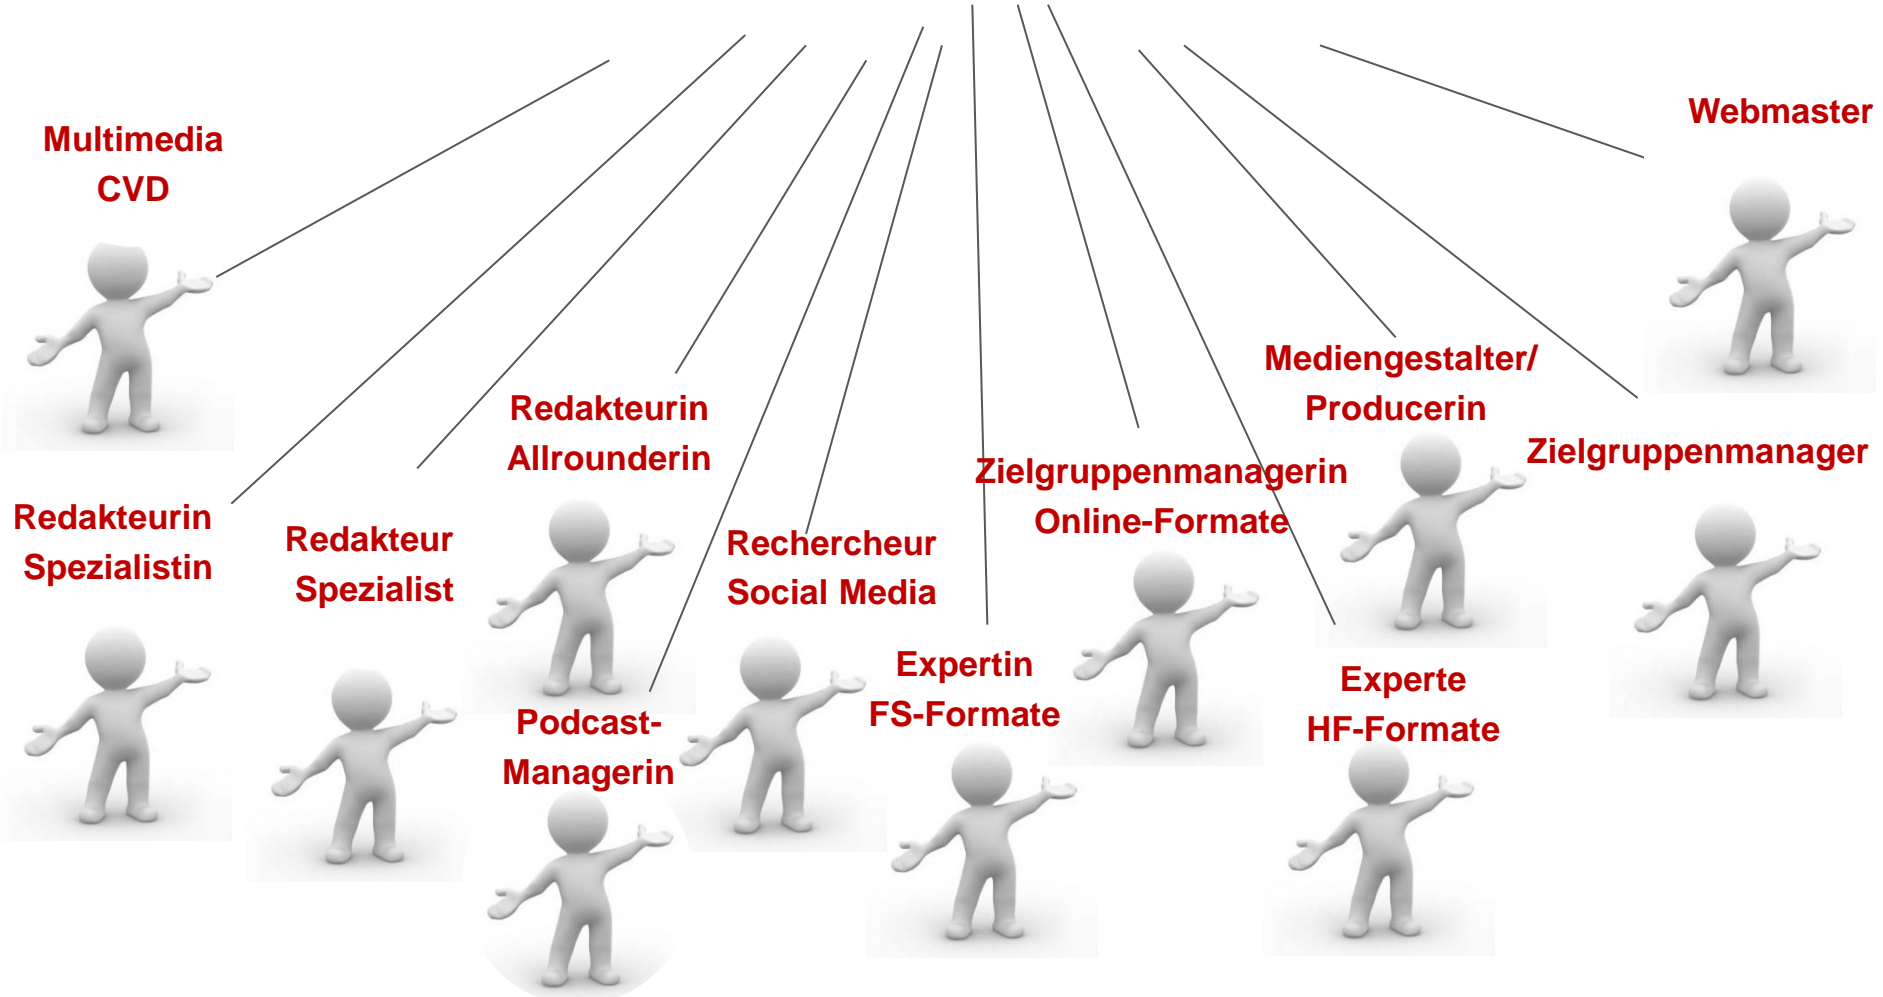 Multimedia
CVD
Webmaster
Redakteurin
Spezialistin
Redakteur
Spezialist
Redakteurin
Allrounderin
Podcast-
Managerin
Rechercheur
Social Media
Expertin
FS-Formate
Zielgruppenmanagerin
Online-Formate
Mediengestalter/
Producerin
Experte
HF-Formate
Zielgruppenmanager